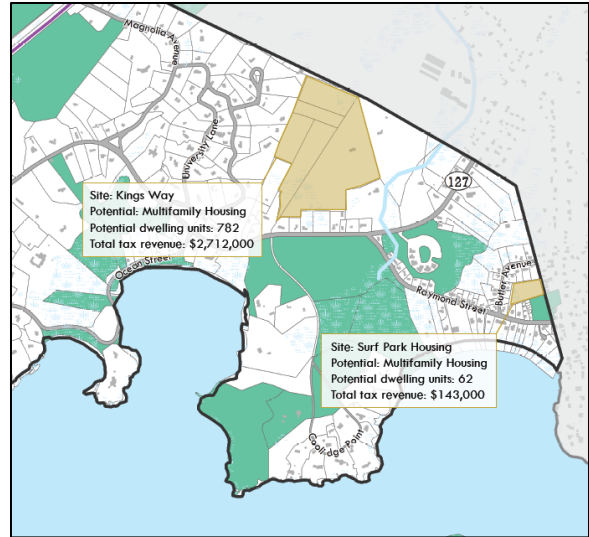 Magnolia Avenue
University Lane
127
Site: Kings Way
Potential: Multifamily Housing
Potential dwelling units: 782
Total tax revenue: $2,712,000
Ocean Street
Butler Avenue
Raymond Street
Site: Surf Park Housing
Potential: Multifamily Housing
Potential dwelling units: 62
Total tax revenue: $143,000
Coolidge Point